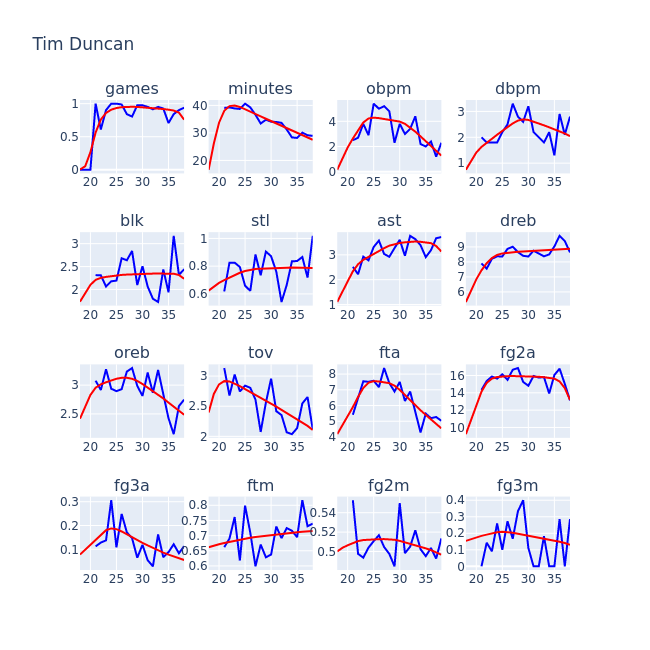 Tim Duncan
games minutes obpm dbpm
1 0.5 0 20 25 30 35
40 30 20 20 25 30 35
4 2 0 20 25 30 35
3 2 1 20 25 30 35
blk stl ast dreb
3 2.5 2 20 25 30 35
1 0.8 0.6 20 25 30 35
3 2 1 20 25 30 35
9 8 7 6 20 25 30 35
oreb tov fta fg2a
3 2.5 20 25 30 35
3 2.5 2 20 25 30 35
8 7 6 5 4 20 25 30 35
16 14 12 10 20 25 30 35
fg3a ftm fg2m fg3m
0.3 0.2 0.1 20 25 30 35
0.8 0.75 0.7 0.65 0.6 20 25 30 35
0.54 0.52 0.5 20 25 30 35
0.4 0.3 0.2 0.1 0 20 25 30 35